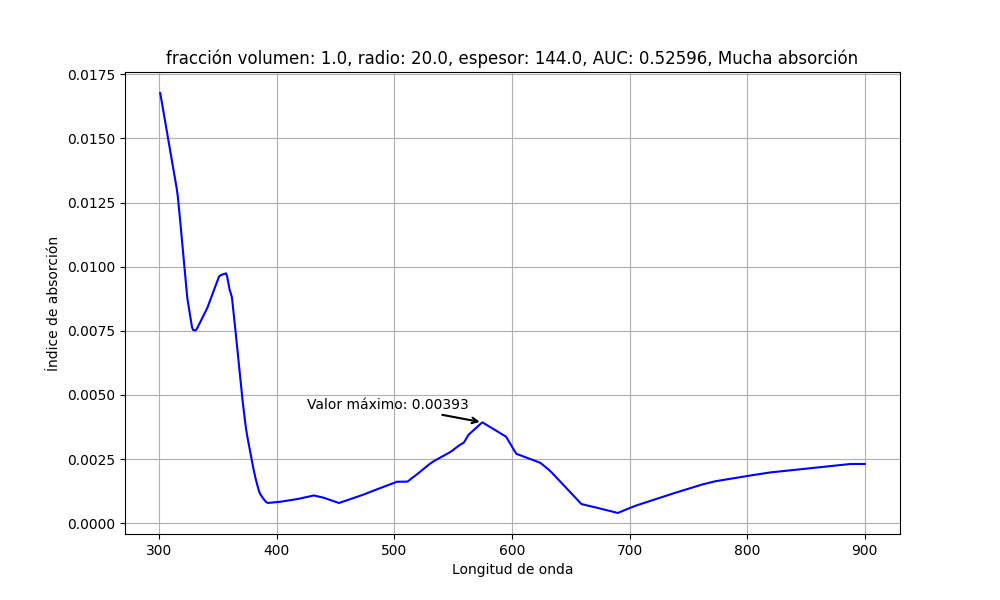 fracción volumen: 1.0, radio: 20.0, espesor: 144.0, AUC: 0.52596, Mucha absorción
0.0175
0.0150
0.0125
0.0100
0.0075
0.0050
0.0025
0.0000
Índice de absorción
Valor máximo: 0.00393
300 400 500 600 700 800 900
Longitud de onda